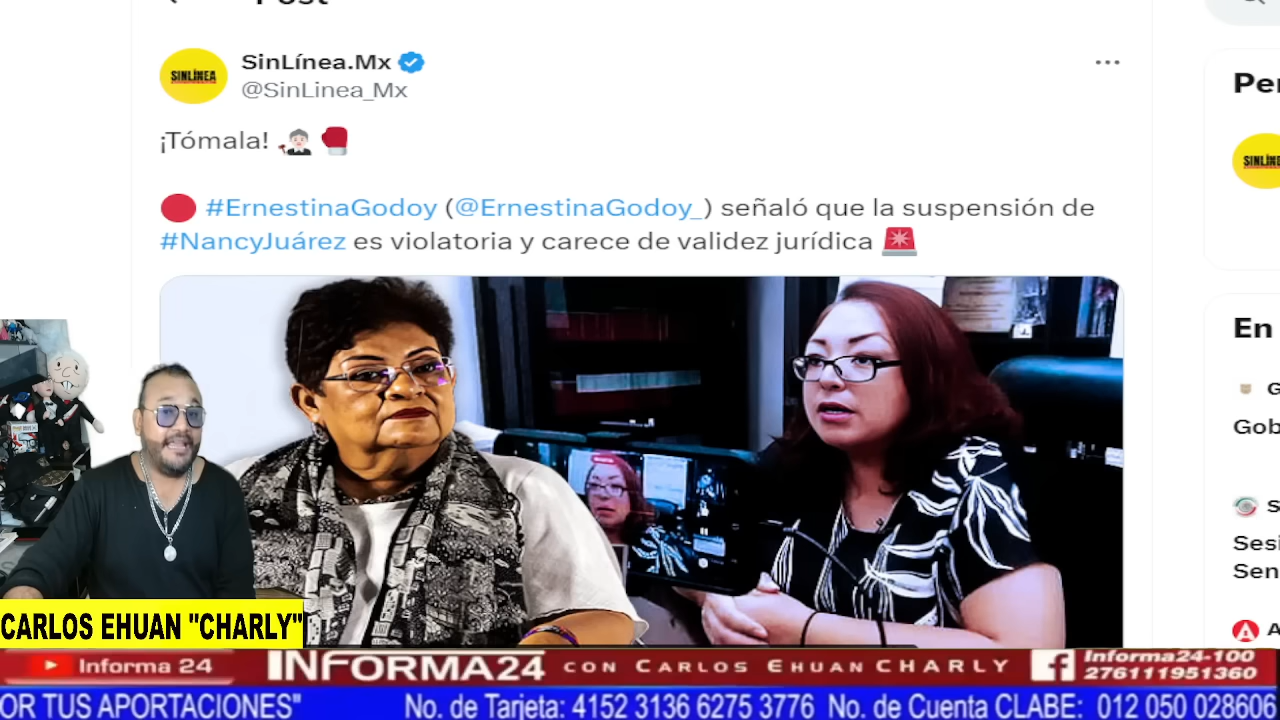 Post
SinLínea.Mx
@SinLinea_Mx
¡Tómala!
#ErnestinaGodoy (@ErnestinaGodoy_) señaló que la suspensión de
#NancyJuárez es violatoria y carece de validez jurídica
SINLÍNEA
Per
SINLÍNE
En
G
Gob
S
Sesi
Sen
A
CARLOS EHUAN "CHARLY"
Informa 24
INFORMA24 CON CARLOS EHUAN CHARLY
Informa24-100
276111951360
OR TUS APORTACIONES" No. de Tarjeta: 4152 3136 6275 3776 No. de Cuenta CLABE: 012 050 028606